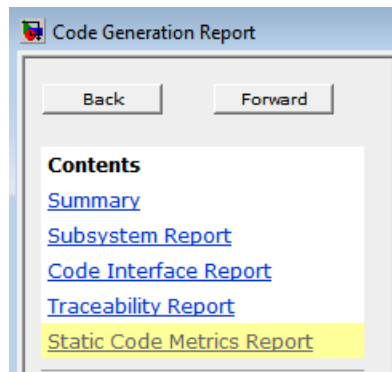 Code Generation Report
Back Forward
Contents
Summary
Subsystem Report
Code Interface Report
Traceability Report
Static Code Metrics Report